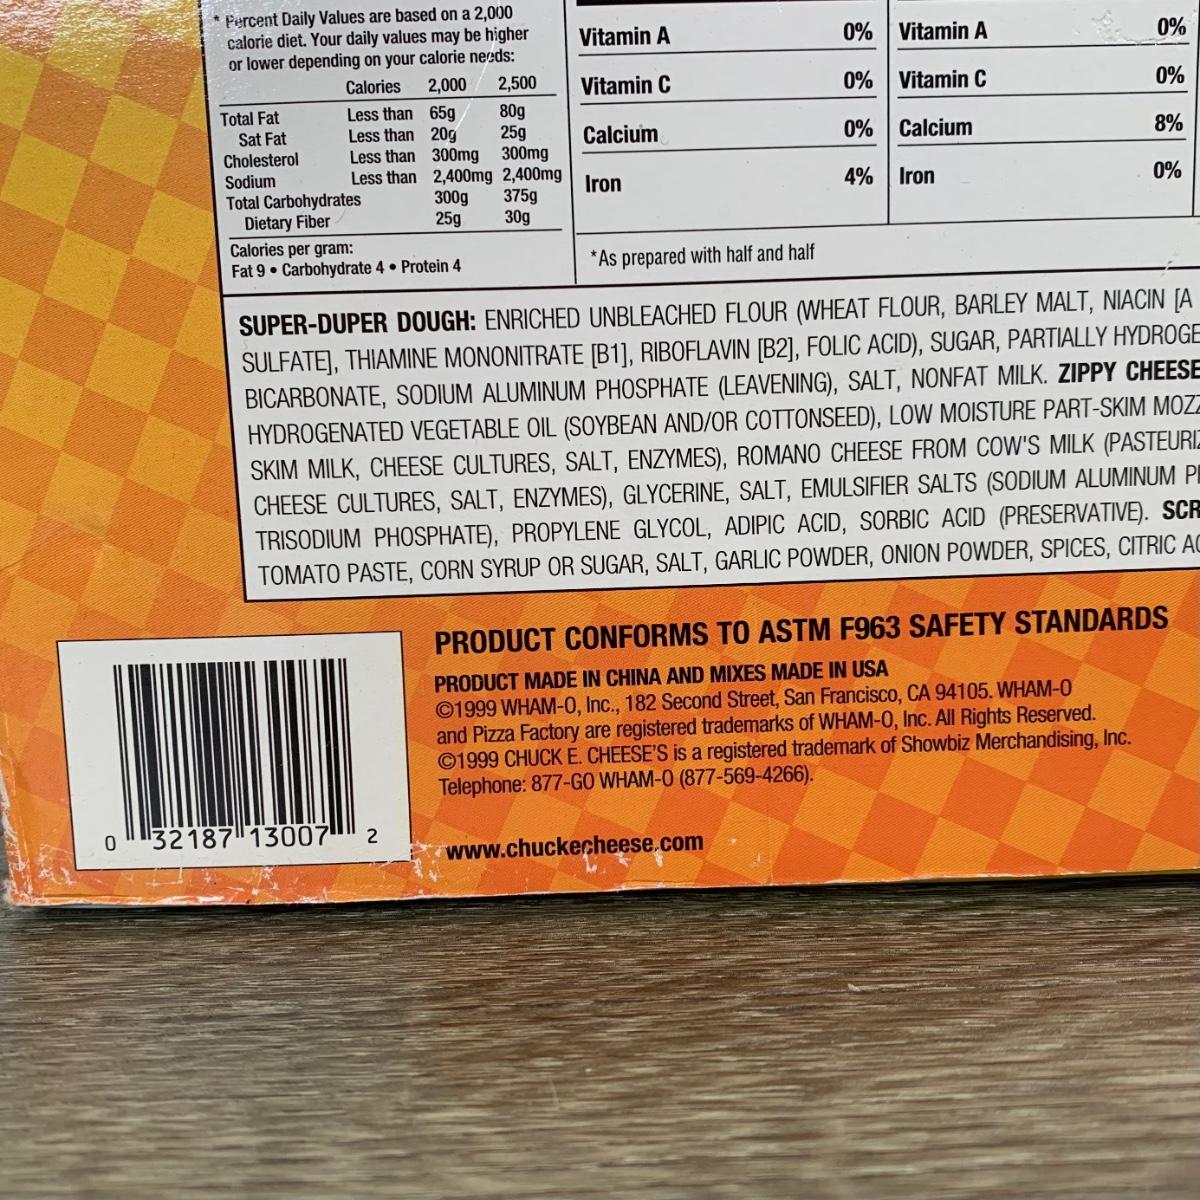 * Percent Daily Values are based on a 2,000
calorie diet. Your daily values may be higher
or lower depending on your calorie needs:
Calories 2,000 2,500
Total Fat Less than 65g 80g
Sat Fat Less than 20g 25g
Cholesterol Less than 300mg 300mg
Sodium Less than 2,400mg 2,400mg
Total Carbohydrates 300g 375g
Dietary Fiber 25g 30g
Calories per gram:
Fat 9 • Carbohydrate 4 • Protein 4
Vitamin A 0% Vitamin A 0%
Vitamin C 0% Vitamin C 0%
Calcium 0% Calcium 8%
Iron 4% Iron 0%
*As prepared with half and half
SUPER-DUPER DOUGH: ENRICHED UNBLEACHED FLOUR (WHEAT FLOUR, BARLEY MALT, NIACIN [A
SULFATE], THIAMINE MONONITRATE [B1], RIBOFLAVIN [B2], FOLIC ACID), SUGAR, PARTIALLY HYDROGE
BICARBONATE, SODIUM ALUMINUM PHOSPHATE (LEAVENING), SALT, NONFAT MILK. ZIPPY CHEESE
HYDROGENATED VEGETABLE OIL (SOYBEAN AND/OR COTTONSEED), LOW MOISTURE PART-SKIM MOZZ
SKIM MILK, CHEESE CULTURES, SALT, ENZYMES), ROMANO CHEESE FROM COW'S MILK (PASTEURIZ
CHEESE CULTURES, SALT, ENZYMES), GLYCERINE, SALT, EMULSIFIER SALTS (SODIUM ALUMINUM P
TRISODIUM PHOSPHATE), PROPYLENE GLYCOL, ADIPIC ACID, SORBIC ACID (PRESERVATIVE). SCR
TOMATO PASTE, CORN SYRUP OR SUGAR, SALT, GARLIC POWDER, ONION POWDER, SPICES, CITRIC AC
PRODUCT CONFORMS TO ASTM F963 SAFETY STANDARDS
PRODUCT MADE IN CHINA AND MIXES MADE IN USA
©1999 WHAM-O, Inc., 182 Second Street, San Francisco, CA 94105. WHAM-O
and Pizza Factory are registered trademarks of WHAM-O, Inc. All Rights Reserved.
©1999 CHUCK E. CHEESE'S is a registered trademark of Showbiz Merchandising, Inc.
Telephone: 877-GO WHAM-O (877-569-4266).
www.chuckecheese.com
0 32187 13007 2